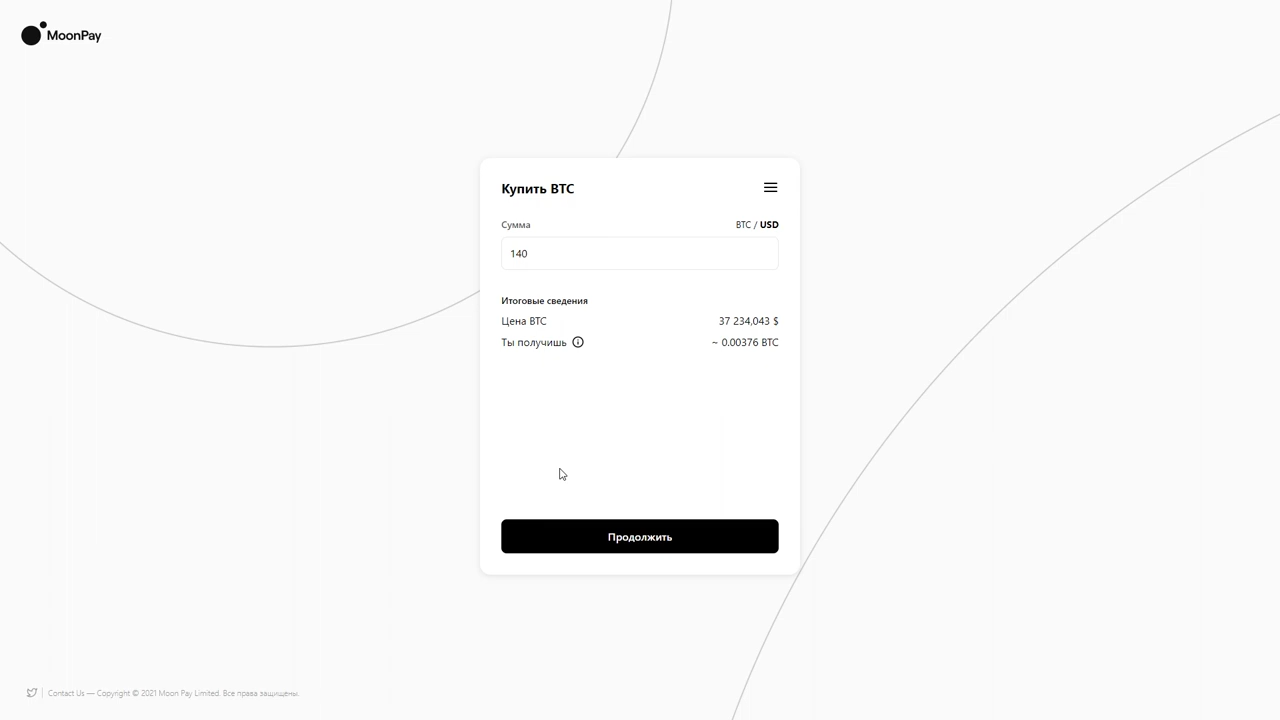 MoonPay
Купить BTC
Сумма BTC / USD
140
Итоговые сведения
Цена BTC 37 234,043 $
Ты получишь ~ 0.00376 BTC
Продолжить
Contact Us — Copyright © 2021 Moon Pay Limited. Все права защищены.